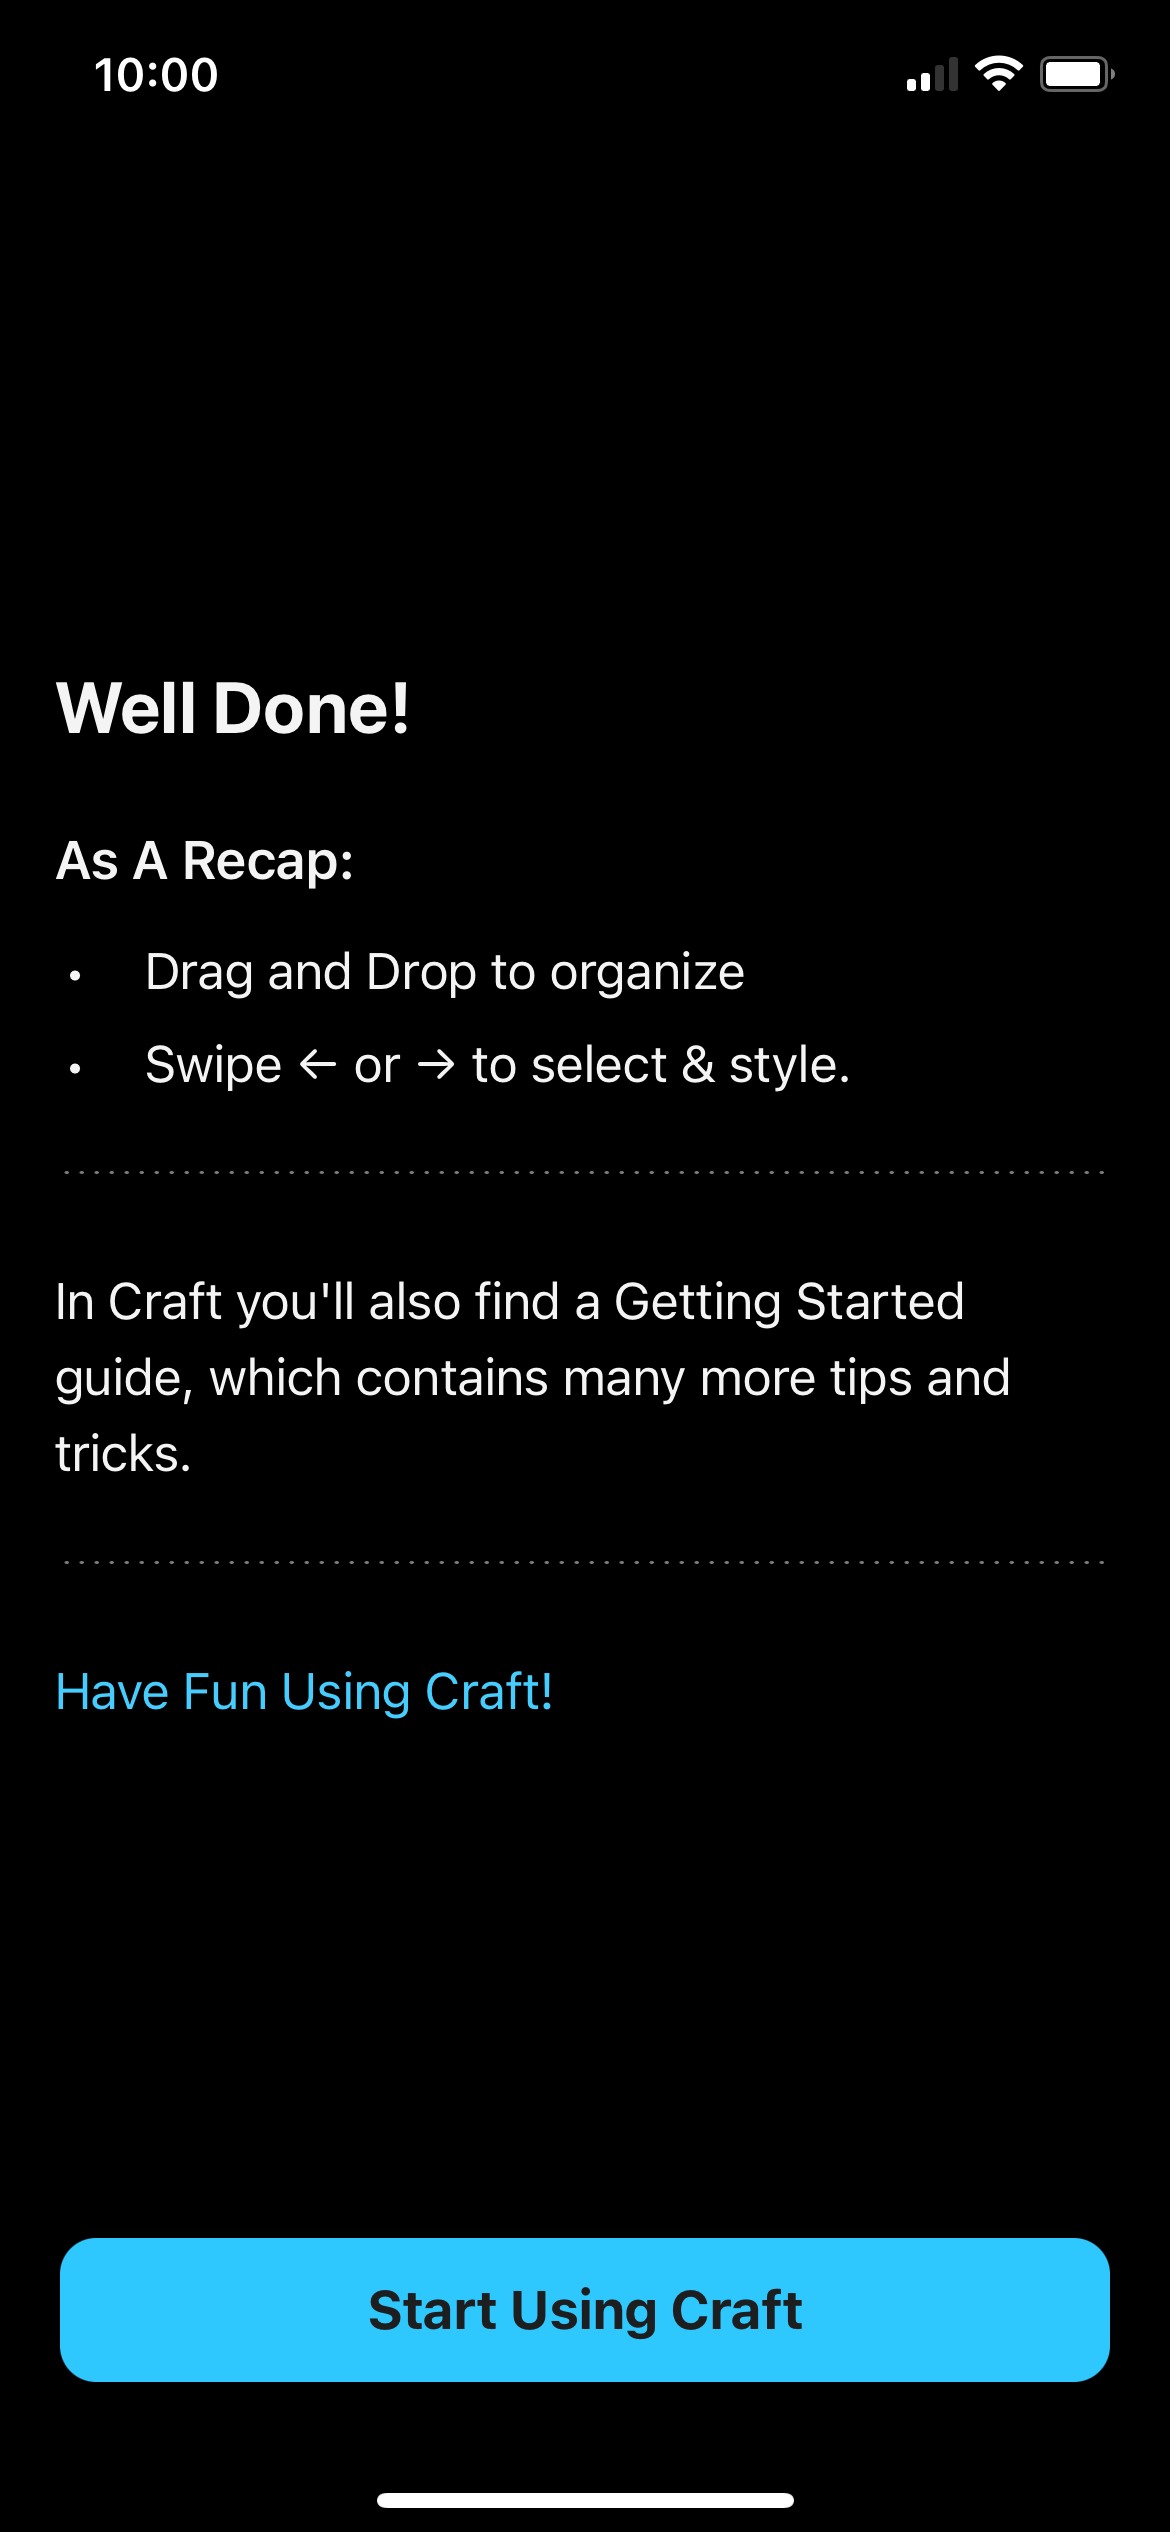 10:00
Well Done!
As A Recap:
• Drag and Drop to organize
• Swipe ← or → to select & style.
In Craft you'll also find a Getting Started
guide, which contains many more tips and
tricks.
Have Fun Using Craft!
Start Using Craft